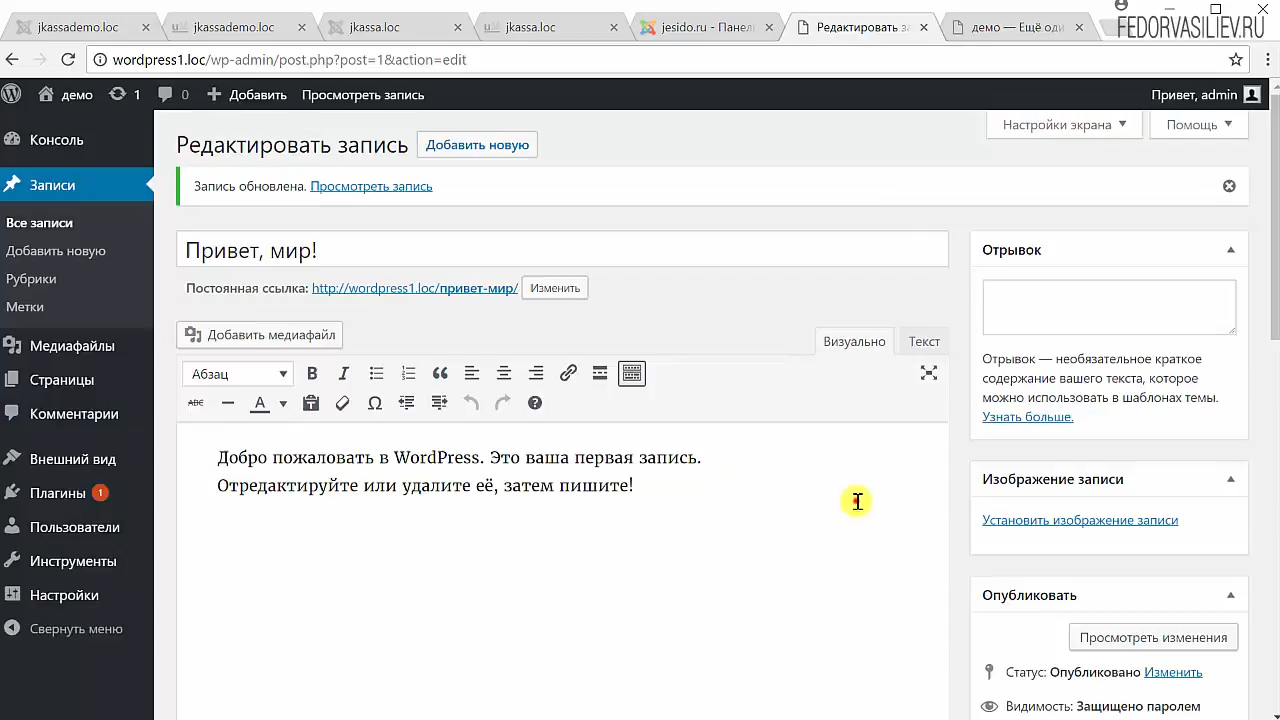 jkassademo.loc
jkassademo.loc
jkassa.loc
jkassa.loc
jesido.ru - Панел
Редактировать за
демо — Ещё оди
FEDORVASILIEV.RU
wordpress1.loc/wp-admin/post.php?post=1&action=edit
демо
1
0
Добавить
Просмотреть запись
Привет, admin
Консоль
Записи
Все записи
Добавить новую
Рубрики
Метки
Медиафайлы
Страницы
Комментарии
Внешний вид
Плагины 1
Пользователи
Инструменты
Настройки
Свернуть меню
Настройки экрана
Помощь
Редактировать запись
Добавить новую
Запись обновлена. Просмотреть запись
Привет, мир!
Постоянная ссылка: http://wordpress1.loc/привет-мир/ Изменить
Добавить медиафайл
Визуально
Текст
Абзац
B I
ABC A Ω
Добро пожаловать в WordPress. Это ваша первая запись.
Отредактируйте или удалите её, затем пишите!
Отрывок
Отрывок — необязательное краткое
содержание вашего текста, которое
можно использовать в шаблонах темы.
Узнать больше.
Изображение записи
Установить изображение записи
Опубликовать
Просмотреть изменения
Статус: Опубликовано Изменить
Видимость: Защищено паролем